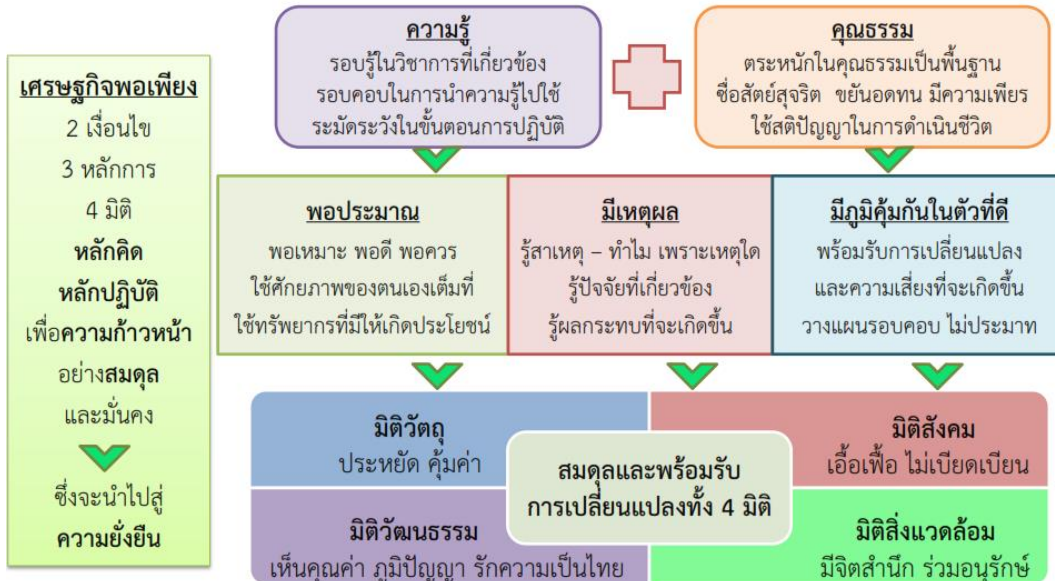 เศรษฐกิจพอเพียง
2 เงื่อนไข
3 หลักการ
4 มิติ
หลักคิด
หลักปฏิบัติ
เพื่อความก้าวหน้า
อย่างสมดุล
และมั่นคง
ซึ่งจะนำไปสู่
ความยั่งยืน
ความรู้
รอบรู้ในวิชาการที่เกี่ยวข้อง
รอบคอบในการนำความรู้ไปใช้
ระมัดระวังในขั้นตอนการปฏิบัติ
คุณธรรม
ตระหนักในคุณธรรมเป็นพื้นฐาน
ซื่อสัตย์สุจริต ขยันอดทน มีความเพียร
ใช้สติปัญญาในการดำเนินชีวิต
พอประมาณ
พอเหมาะ พอดี พอควร
ใช้ศักยภาพของตนเองเต็มที่
ใช้ทรัพยากรที่มีให้เกิดประโยชน์
มีเหตุผล
รู้สาเหตุ – ทำไม เพราะเหตุใด
รู้ปัจจัยที่เกี่ยวข้อง
รู้ผลกระทบที่จะเกิดขึ้น
มีภูมิคุ้มกันในตัวที่ดี
พร้อมรับการเปลี่ยนแปลง
และความเสี่ยงที่จะเกิดขึ้น
วางแผนรอบคอบ ไม่ประมาท
มิติวัตถุ
ประหยัด คุ้มค่า
มิติสังคม
เอื้อเฟื้อ ไม่เบียดเบียน
สมดุลและพร้อมรับ
การเปลี่ยนแปลงทั้ง 4 มิติ
มิติวัฒนธรรม
เห็นคุณค่า ภูมิปัญญา รักความเป็นไทย
มิติสิ่งแวดล้อม
มีจิตสำนึก ร่วมอนุรักษ์